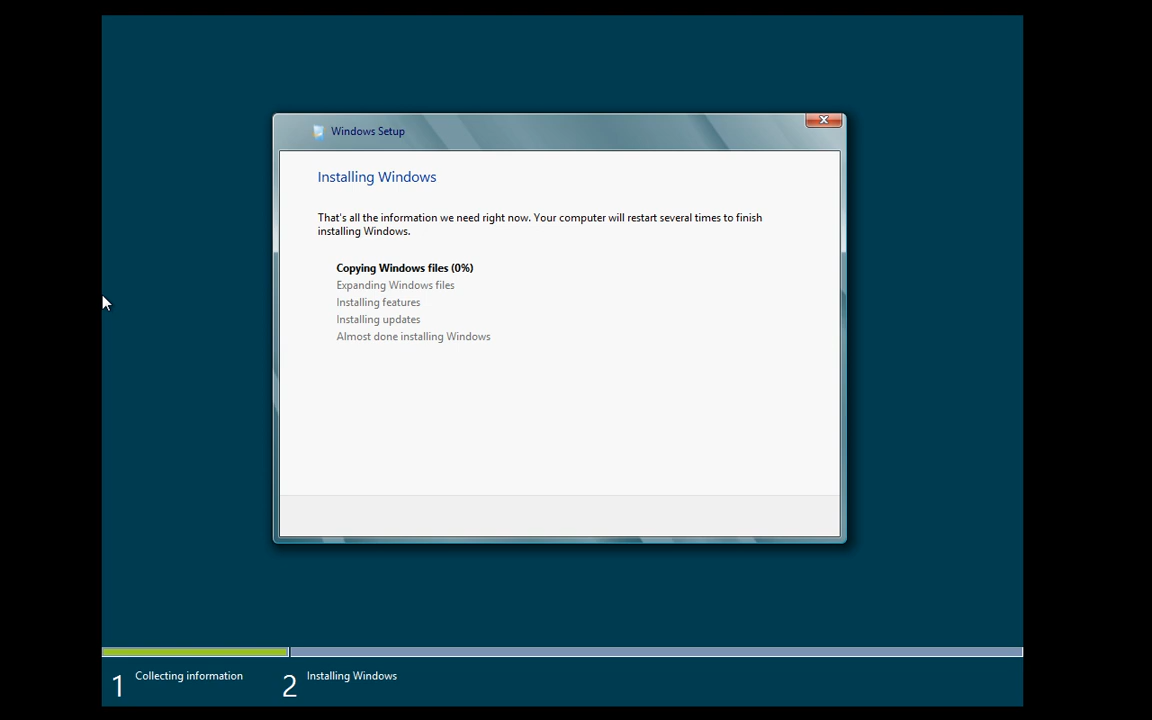 Windows Setup
Installing Windows
That's all the information we need right now. Your computer will restart several times to finish
installing Windows.
Copying Windows files (0%)
Expanding Windows files
Installing features
Installing updates
Almost done installing Windows
1 Collecting information
2 Installing Windows